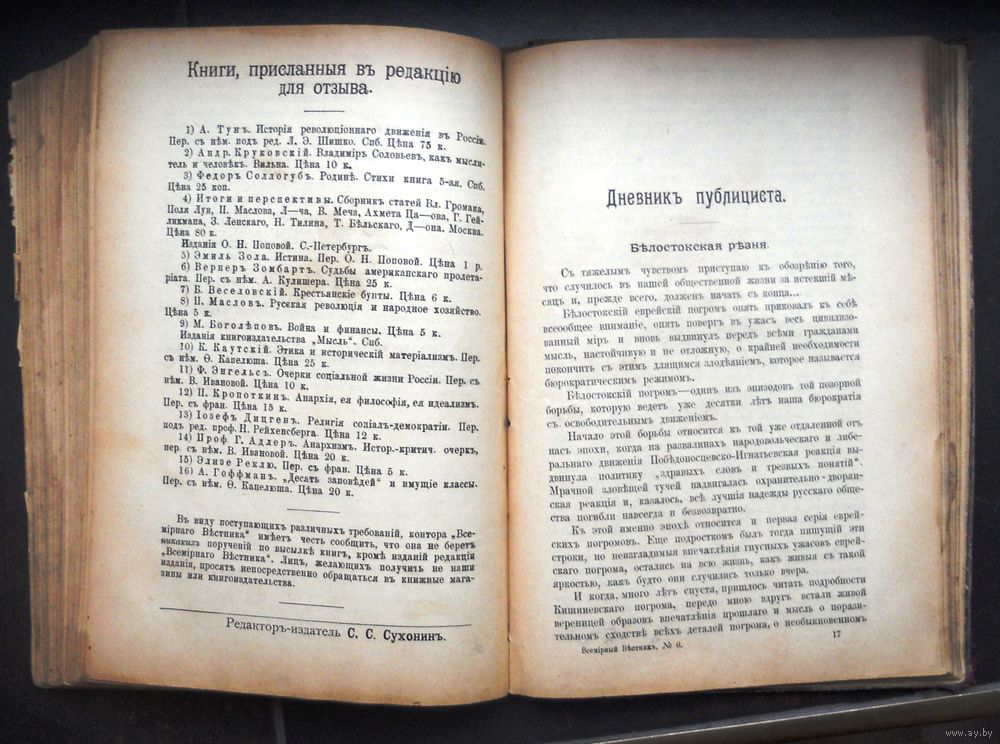 Книги, присланныя въ редакцію
для отзыва.
1) А. Тунъ. Исторія революціоннаго движенія въ Россіи.
Пер. съ нѣм. подъ ред. Л. Э. Шишко. Спб. Цѣна 75 к.
2) Андр. Круковскій. Владиміръ Соловьевъ, какъ мысли-
тель и человѣкъ. Вильна. Цѣна 10 к.
3) Федоръ Соллогубъ. Родинѣ. Стихи книга 5-ая. Спб.
Цѣна 25 коп.
4) Итоги и перспективы. Сборникъ статей Вл. Громана,
Поля Луи, П. Маслова, Л—ча, В. Меча, Ахмета Ца—ова, Г. Гей-
ликмана, З. Ленскаго, Н. Тилина, Т. Бѣльскаго, Д—она. Москва.
Цѣна 80 к.
Изданія О. Н. Поповой. С.-Петербургъ.
5) Эмиль Зола. Истина. Пер. О. Н. Поповой. Цѣна 1 р.
6) Вернеръ Зомбартъ. Судьбы американскаго пролета-
ріата. Пер. съ нѣм. А. Кулишера. Цѣна 25 к.
7) Б. Веселовскій. Крестьянскіе бунты. Цѣна 6 к.
8) П. Масловъ. Русская революція и народное хозяйство.
Цѣна 5 к.
9) М. Боголѣповъ. Война и финансы. Цѣна 5 к.
Изданія книгоиздательства „Мысль“. Спб.
10) К. Каутскій. Этика и историческій матеріализмъ. Пер.
съ нѣм. Ѳ. Капелюша. Цѣна 25 к.
11) Ф. Энгельсъ. Очерки соціальной жизни Россіи. Пер. съ
нѣм. В. Ивановой. Цѣна 10 к.
12) П. Кропоткинъ. Анархія, ея философія, ея идеализмъ.
Пер. съ фран. Цѣна 15 к.
13) Іозефъ Дицгенъ. Религія соціалъ-демократіи. Пер.
подъ ред. проф. Н. Рейхенсберга. Цѣна 12 к.
14) Проф. Г. Адлеръ. Анархизмъ. Истор.-критич. очеркъ,
пер. съ нѣм. В. Ивановой. Цѣна 20 к.
15) Элизе Реклю. Пер. съ фран. Цѣна 5 к.
16) А. Гоффманъ. „Десять заповѣдей“ и имущіе классы.
Пер. съ нѣм. Ѳ. Капелюша. Цѣна 20 к.
Въ виду поступающихъ различныхъ требованій, контора „Все-
мірнаго Вѣстника“ имѣетъ честь сообщить, что она не беретъ
никакихъ порученій по высылкѣ книгъ, кромѣ изданій редакціи
„Всемірнаго Вѣстника“. Лицъ, желающихъ получить не наши
изданія, просятъ непосредственно обращаться въ книжные мага-
зины или книгоиздательства.
Редакторъ-издатель С. С. Сухонинъ.
Дневникъ публициста.
Бѣлостокская рѣзня.
Съ тяжелымъ чувствомъ приступаю къ обозрѣнію того,
что случилось въ нашей общественной жизни за истекшій мѣ-
сяцъ и, прежде всего, долженъ начать съ конца...
Бѣлостокскій еврейскій погромъ опять приковалъ къ себѣ
всеобщее вниманіе, опять повергъ въ ужасъ весь цивилизо-
ванный міръ и вновь выдвинулъ передъ всѣми гражданами
мысль, настойчивую и не отложную, о крайней необходимости
покончить съ этимъ длящимся злодѣяніемъ, которое называется
бюрократическимъ режимомъ.
Бѣлостокскій погромъ—одинъ изъ эпизодовъ той позорной
борьбы, которую ведетъ уже десятки лѣтъ наша бюрократія
съ освободительнымъ движеніемъ.
Начало этой борьбы относится къ той уже отдаленной отъ
насъ эпохи, когда на развалинахъ народовольческаго и либе-
ральнаго движенія Побѣдоносцевско-Игнатьевская реакція вы-
двинула политику „здравыхъ словъ и трезвыхъ понятій“.
Мрачной зловѣщей тучей надвигалась охранительно-дворян-
ская реакція и, казалось, всѣ лучшія надежды русскаго обще-
ства погибли навсегда и безвозвратно.
Къ этой именно эпохѣ относится и первая серія еврей-
скихъ погромовъ. Еще подросткомъ былъ тогда пишущій эти
строки, но неизгладимыя впечатлѣнія гнусныхъ ужасовъ еврей-
скаго погрома, остались на всю жизнь, какъ живыя съ такой
яркостью, какъ будто они случились только вчера.
И когда, много лѣтъ спустя, пришлось читать подробности
Кишиневскаго погрома, передо мною вдругъ встали живой
вереницей образовъ впечатлѣнія прошлаго и мысль о порази-
тельномъ сходствѣ всѣхъ деталей погрома, о необыкновенномъ
Всемірный Вѣстникъ, № 6.
17
www.ay.by